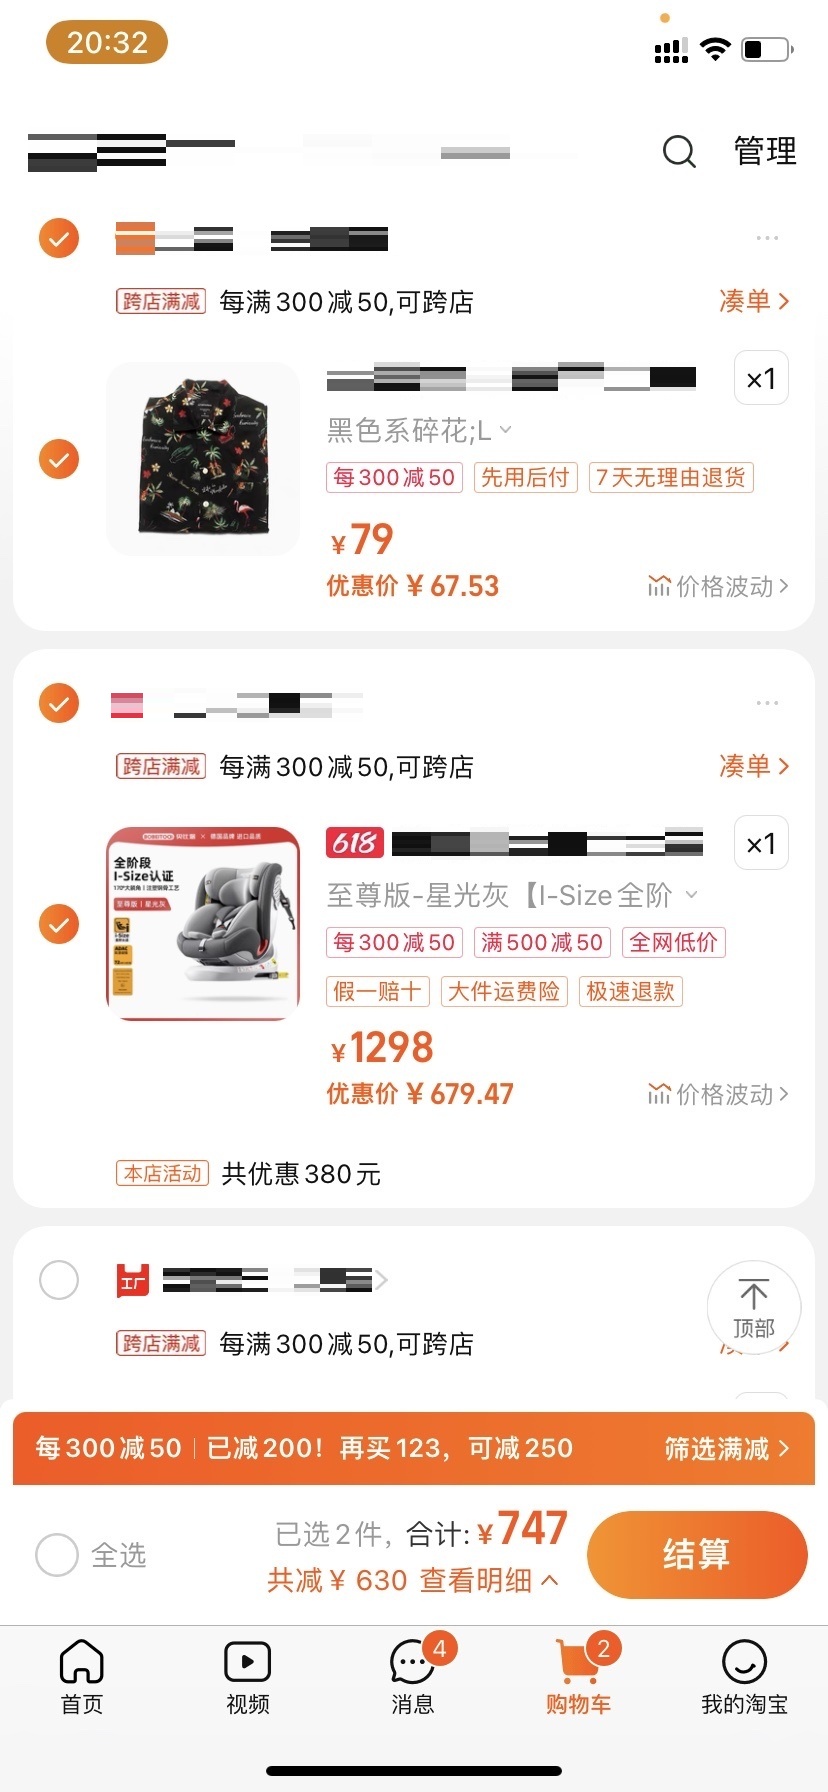 20:32
管理
跨店满减 每满300减50,可跨店 凑单
×1
黑色系碎花;L
每300减50 先用后付 7天无理由退货
¥79
优惠价 ¥67.53 价格波动
跨店满减 每满300减50,可跨店 凑单
全阶段
I-Size认证
至尊版 星光灰
618 ×1
至尊版-星光灰【I-Size全阶
每300减50 满500减50 全网低价
假一赔十 大件运费险 极速退款
¥1298
优惠价 ¥679.47 价格波动
本店活动 共优惠380元
工厂
跨店满减 每满300减50,可跨店
顶部
每300减50 已减200！再买123，可减250 筛选满减
全选 已选2件，合计:¥747 结算
共减¥ 630 查看明细
4 2
首页 视频 消息 购物车 我的淘宝